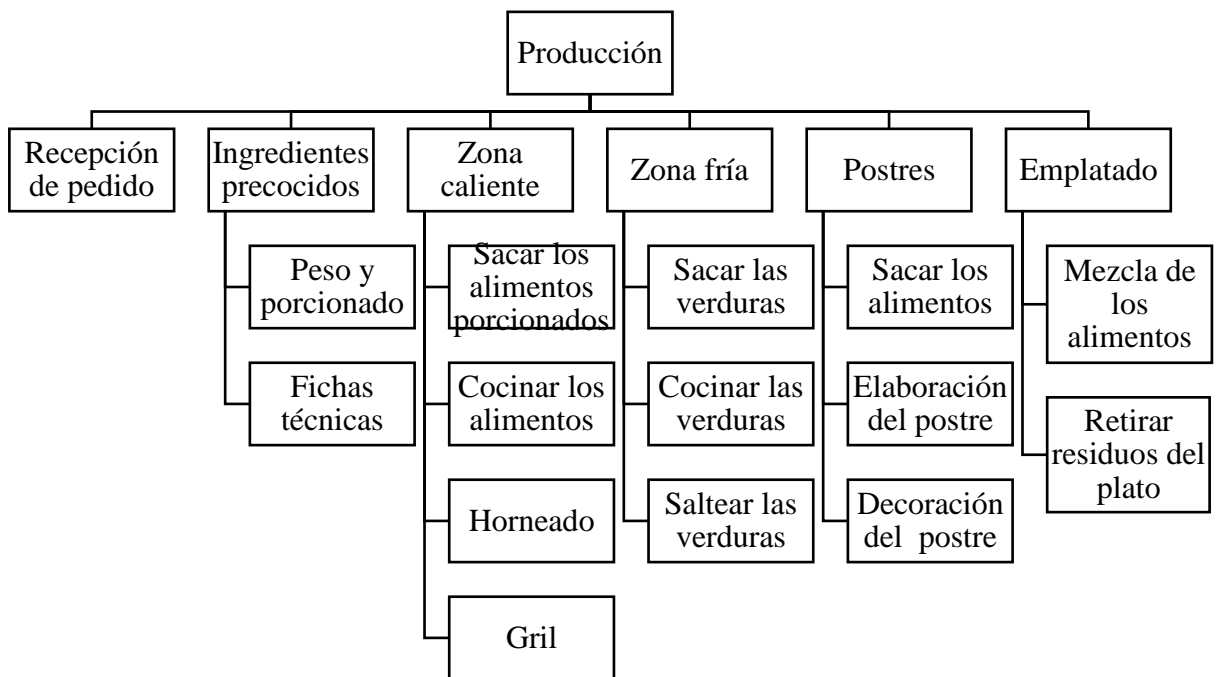 Producción
Recepción
de pedido
Ingredientes
precocidos
Zona
caliente
Zona fría
Postres
Emplatado
Peso y
porcionado
Fichas
técnicas
Sacar los
alimentos
porcionados
Cocinar los
alimentos
Horneado
Gril
Sacar las
verduras
Cocinar las
verduras
Saltear las
verduras
Sacar los
alimentos
Elaboración
del postre
Decoración
del  postre
Mezcla de
los
alimentos
Retirar
residuos del
plato